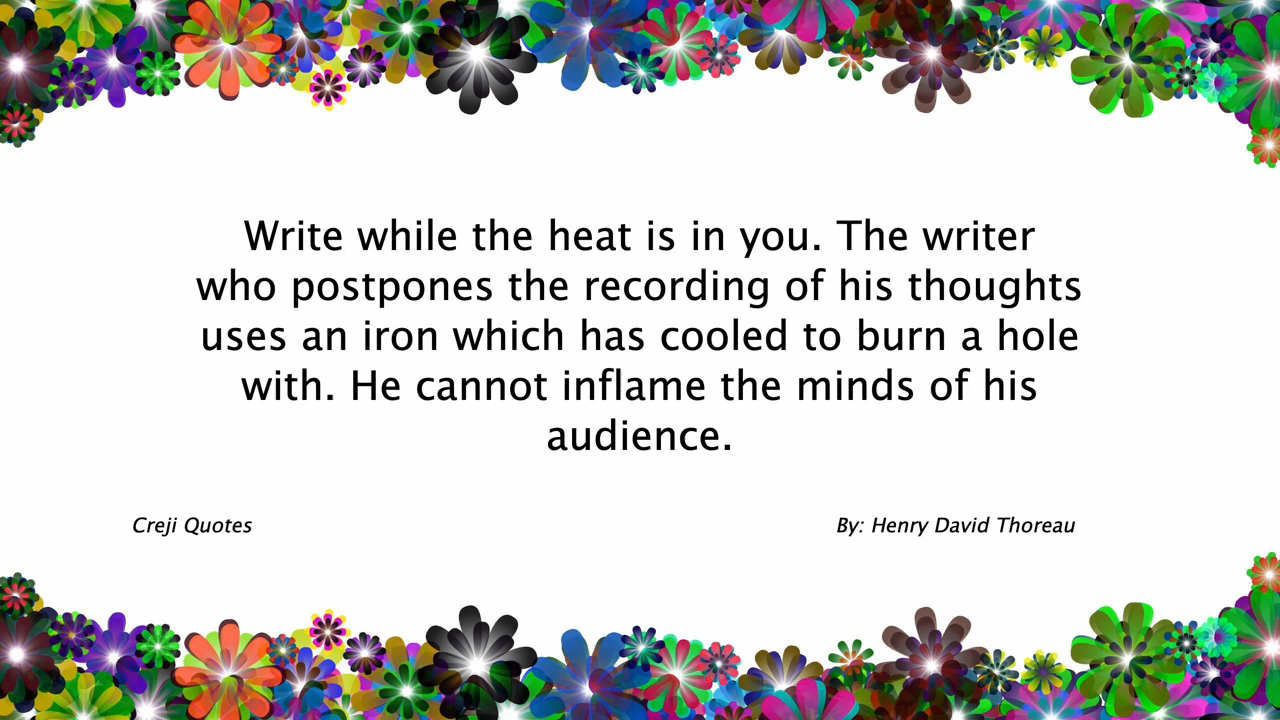 Write while the heat is in you. The writer
who postpones the recording of his thoughts
uses an iron which has cooled to burn a hole
with. He cannot inflame the minds of his
audience.
Creji Quotes
By: Henry David Thoreau